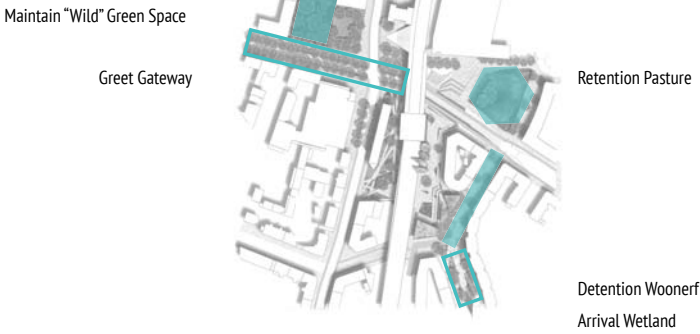 Maintain “Wild” Green Space
Greet Gateway
Retention Pasture
Detention Woonerf
Arrival Wetland